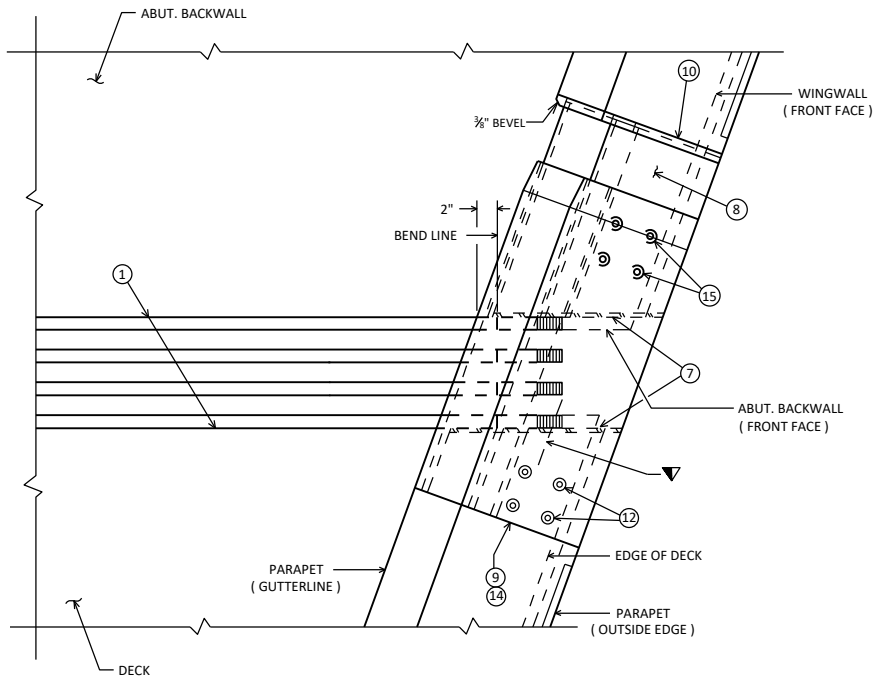 ABUT. BACKWALL
10
WINGWALL
( FRONT FACE )
⅜" BEVEL
8
2"
BEND LINE
1
15
7
ABUT. BACKWALL
( FRONT FACE )
12
EDGE OF DECK
PARAPET
( GUTTERLINE )
9
14
PARAPET
( OUTSIDE EDGE )
DECK